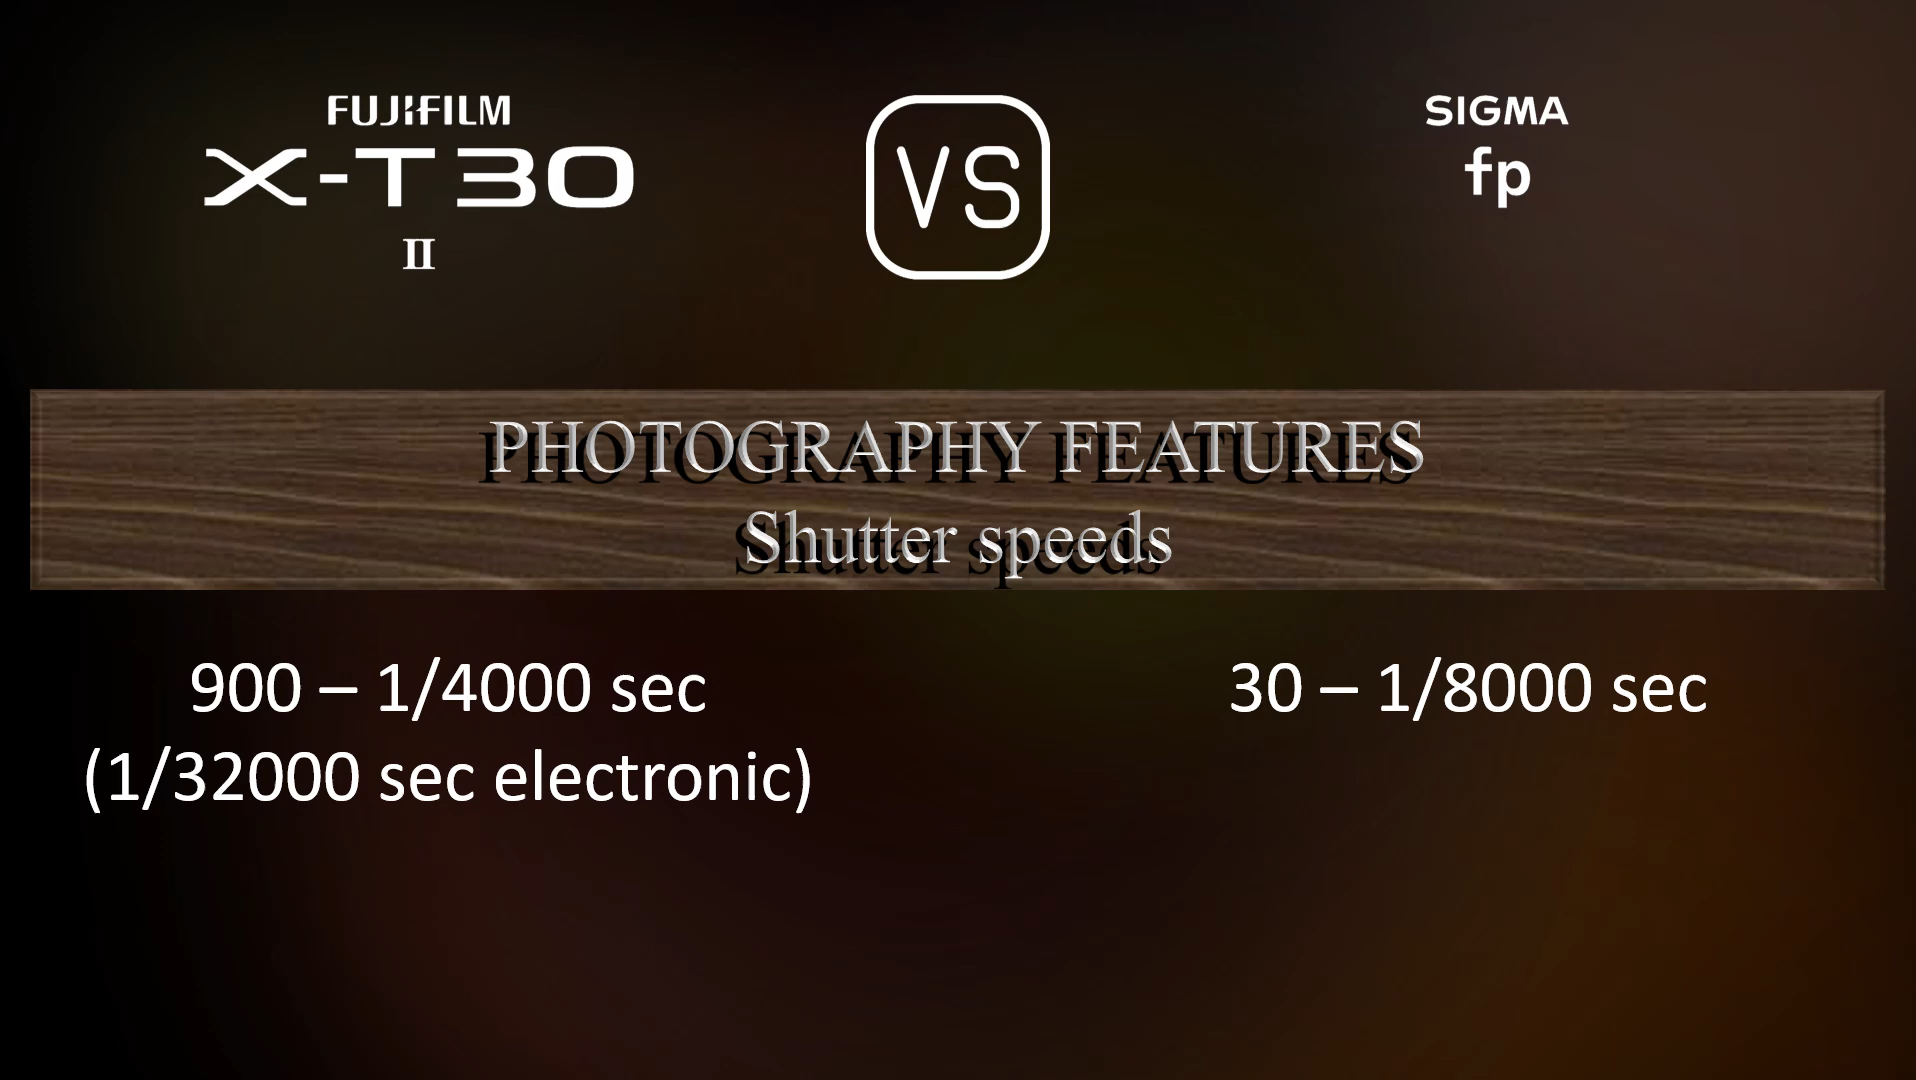 FUJIFILM
X-T30
II
VS
SIGMA
fp
PHOTOGRAPHY FEATURES
Shutter speeds
900 – 1/4000 sec
(1/32000 sec electronic)
30 – 1/8000 sec